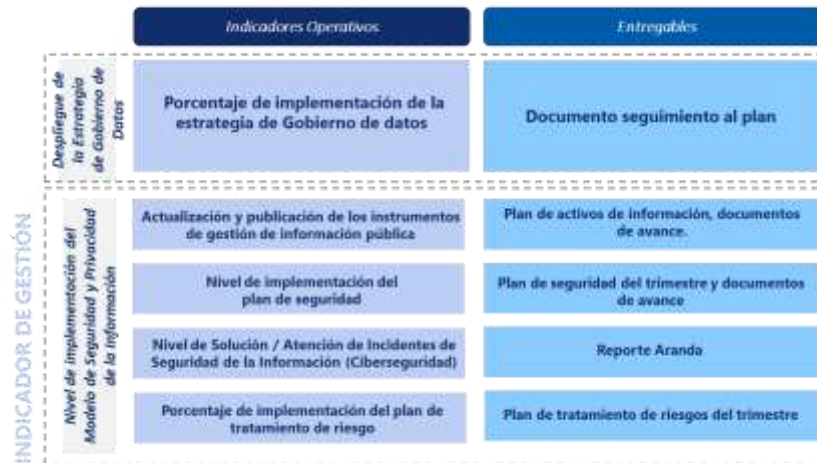 Indicadores Operativos
Entregables
INDICADOR DE GESTIÓN
Despliegue de
la Estrategia
de Gobierno de
Datos
Porcentaje de implementación de la
estrategia de Gobierno de datos
Documento seguimiento al plan
Nivel de implementación del
Modelo de Seguridad y Privacidad
de la información
Actualización y publicación de los instrumentos
de gestión de información pública
Plan de activos de información, documentos
de avance.
Nivel de implementación del
plan de seguridad
Plan de seguridad del trimestre y documentos
de avance
Nivel de Solución / Atención de Incidentes de
Seguridad de la Información (Ciberseguridad)
Reporte Aranda
Porcentaje de implementación del plan de
tratamiento de riesgo
Plan de tratamiento de riesgos del trimestre